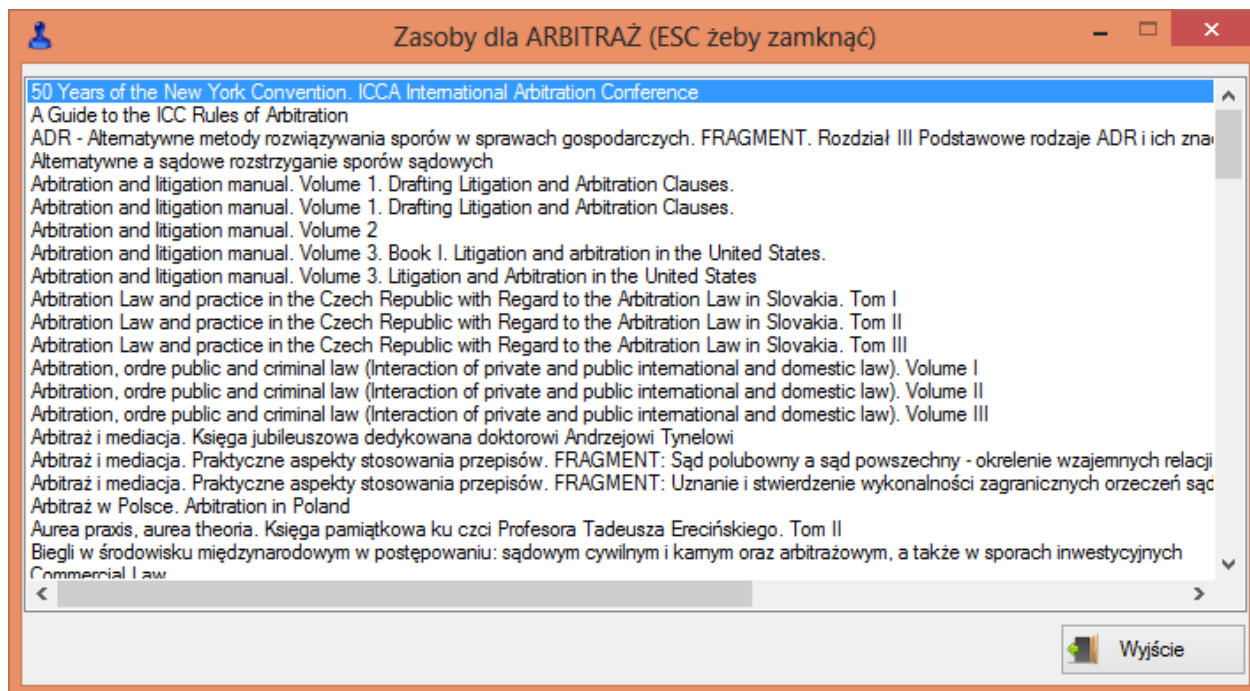 Zasoby dla ARBITRAŻ (ESC żeby zamknąć)
50 Years of the New York Convention. ICCA International Arbitration Conference
A Guide to the ICC Rules of Arbitration
ADR - Alternatywne metody rozwiązywania sporów w sprawach gospodarczych. FRAGMENT. Rozdział III Podstawowe rodzaje ADR i ich zna
Alternatywne a sądowe rozstrzyganie sporów sądowych
Arbitration and litigation manual. Volume 1. Drafting Litigation and Arbitration Clauses.
Arbitration and litigation manual. Volume 1. Drafting Litigation and Arbitration Clauses.
Arbitration and litigation manual. Volume 2
Arbitration and litigation manual. Volume 3. Book I. Litigation and arbitration in the United States.
Arbitration and litigation manual. Volume 3. Litigation and Arbitration in the United States
Arbitration Law and practice in the Czech Republic with Regard to the Arbitration Law in Slovakia. Tom I
Arbitration Law and practice in the Czech Republic with Regard to the Arbitration Law in Slovakia. Tom II
Arbitration Law and practice in the Czech Republic with Regard to the Arbitration Law in Slovakia. Tom III
Arbitration, ordre public and criminal law (Interaction of private and public international and domestic law). Volume I
Arbitration, ordre public and criminal law (Interaction of private and public international and domestic law). Volume II
Arbitration, ordre public and criminal law (Interaction of private and public international and domestic law). Volume III
Arbitraż i mediacja. Księga jubileuszowa dedykowana doktorowi Andrzejowi Tynelowi
Arbitraż i mediacja. Praktyczne aspekty stosowania przepisów. FRAGMENT: Sąd polubowny a sąd powszechny - okrelenie wzajemnych relacji
Arbitraż i mediacja. Praktyczne aspekty stosowania przepisów. FRAGMENT: Uznanie i stwierdzenie wykonalności zagranicznych orzeczeń sąd
Arbitraż w Polsce. Arbitration in Poland
Aurea praxis, aurea theoria. Księga pamiątkowa ku czci Profesora Tadeusza Erecińskiego. Tom II
Biegli w środowisku międzynarodowym w postępowaniu: sądowym cywilnym i karnym oraz arbitrażowym, a także w sporach inwestycyjnych
Commercial Law
Wyjście